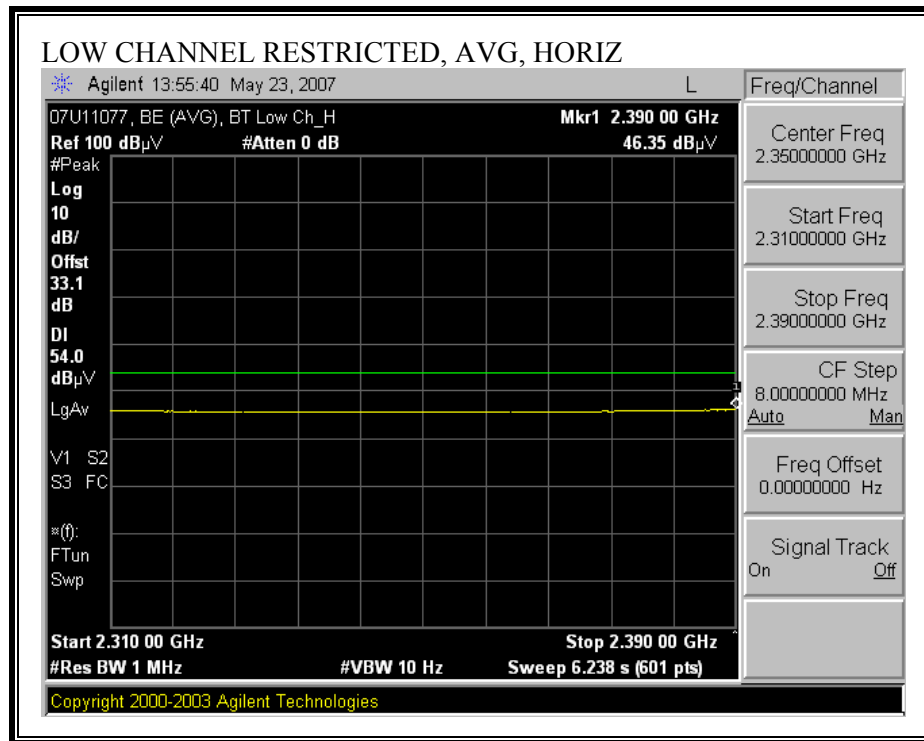 LOW CHANNEL RESTRICTED, AVG, HORIZ
Agilent 13:55:40 May 23, 2007 L
07U11077, BE (AVG), BT Low Ch_H Mkr1 2.390 00 GHz
Ref 100 dBµV #Atten 0 dB 46.35 dBµV
#Peak
Log
10
dB/
Offst
33.1
dB
DI
54.0
dBµV
LgAv
V1 S2
S3 FC
¤(f):
FTun
Swp
1
Start 2.310 00 GHz Stop 2.390 00 GHz ^
#Res BW 1 MHz #VBW 10 Hz Sweep 6.238 s (601 pts)
Copyright 2000-2003 Agilent Technologies
Freq/Channel
Center Freq
2.35000000 GHz
Start Freq
2.31000000 GHz
Stop Freq
2.39000000 GHz
CF Step
8.00000000 MHz
Auto Man
Freq Offset
0.00000000 Hz
Signal Track
On Off